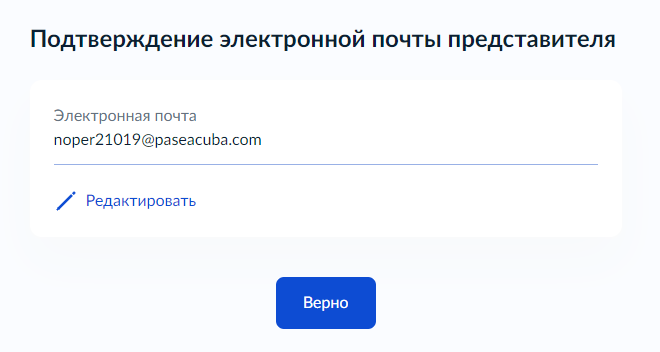 Подтверждение электронной почты представителя
Электронная почта
noper21019@paseacuba.com
Редактировать
Верно